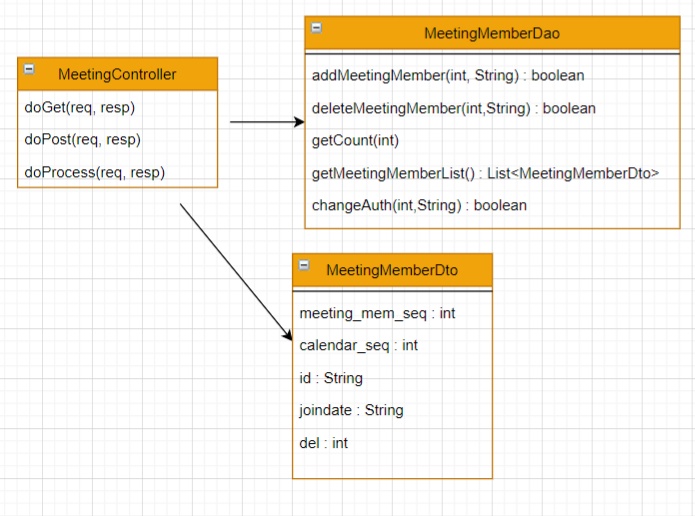 MeetingController
doGet(req, resp)
doPost(req, resp)
doProcess(req, resp)
MeetingMemberDao
addMeetingMember(int, String) : boolean
deleteMeetingMember(int,String) : boolean
getCount(int)
getMeetingMemberList() : List<MeetingMemberDto>
changeAuth(int,String) : boolean
MeetingMemberDto
meeting_mem_seq : int
calendar_seq : int
id : String
joindate : String
del : int